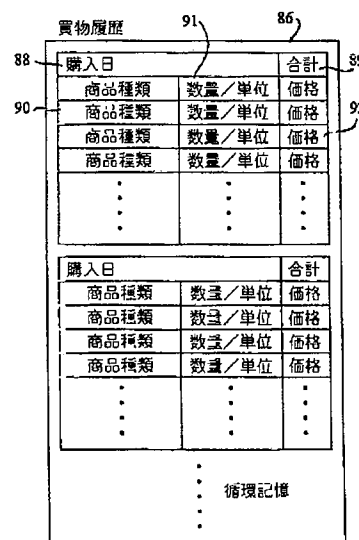 買物履歴
86
91
88 購入日 合計 89
商品種類 数量／単位 価格
90 商品種類 数量／単位 価格
商品種類 数量／単位 価格
商品種類 数量／単位 価格
購入日 合計
商品種類 数量／単位 価格
商品種類 数量／単位 価格
商品種類 数量／単位 価格
商品種類 数量／単位 価格
循環記憶